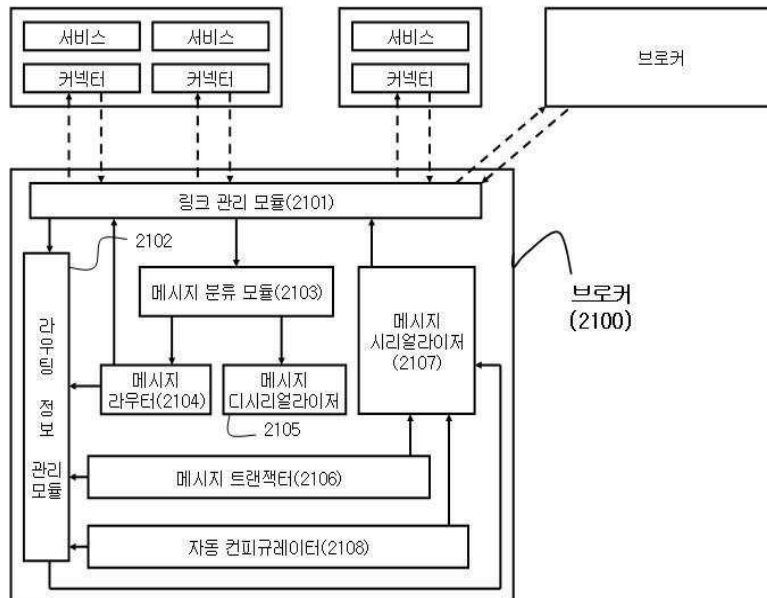 서비스
서비스
서비스
브로커
커넥터
커넥터
커넥터
링크 관리 모듈(2101)
2102
메시지 분류 모듈(2103)
메시지
시리얼라이저
(2107)
브로커
(2100)
라우팅
정보
관리
모듈
메시지
라우터(2104)
메시지
디시리얼라이저
2105
메시지 트랜잭터(2106)
자동 컨피규레이터(2108)